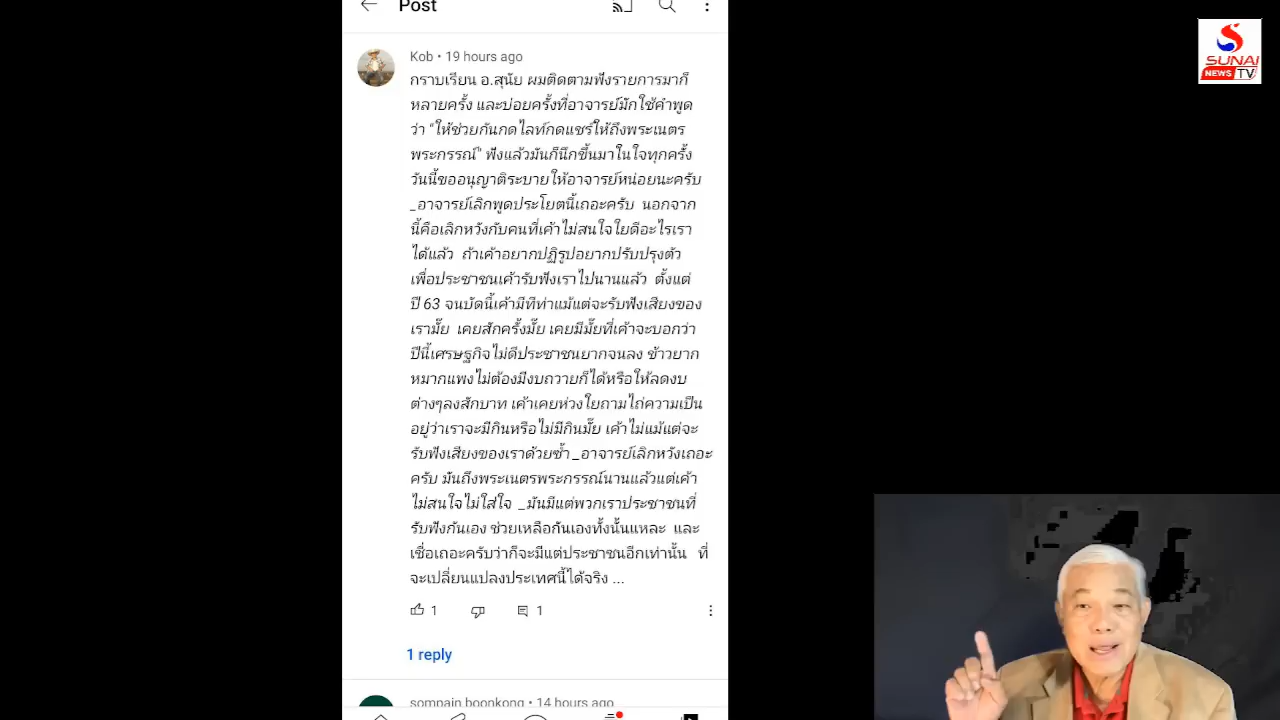 Post
SUNAI
NEWS TV
Kob • 19 hours ago
กราบเรียน อ.สุนัย ผมติดตามฟังรายการมาก็
หลายครั้ง และบ่อยครั้งที่อาจารย์มักใช้คำพูด
ว่า “ให้ช่วยกันกดไลท์กดแชร์ให้ถึงพระเนตร
พระกรรณ์” ฟังแล้วมันก็นึกขึ้นมาในใจทุกครั้ง
วันนี้ขออนุญาติระบายให้อาจารย์หน่อยนะครับ
_อาจารย์เลิกพูดประโยตนี้เถอะครับ นอกจาก
นี้คือเลิกหวังกับคนที่เค้าไม่สนใจใยดีอะไรเรา
ได้แล้ว ถ้าเค้าอยากปฏิรูปอยากปรับปรุงตัว
เพื่อประชาชนเค้ารับฟังเราไปนานแล้ว ตั้งแต่
ปี 63 จนบัดนี้เค้ามีทีท่าแม้แต่จะรับฟังเสียงของ
เรามั๊ย เคยสักครั้งมั๊ย เคยมีมั๊ยที่เค้าจะบอกว่า
ปีนี้เศรษฐกิจไม่ดีประชาชนยากจนลง ข้าวยาก
หมากแพงไม่ต้องมีงบถวายก็ได้หรือให้ลดงบ
ต่างๆลงสักบาท เค้าเคยห่วงใยถามไถ่ความเป็น
อยู่ว่าเราจะมีกินหรือไม่มีกินมั๊ย เค้าไม่แม้แต่จะ
รับฟังเสียงของเราด้วยซ้ำ _อาจารย์เลิกหวังเถอะ
ครับ มันถึงพระเนตรพระกรรณ์นานแล้วแต่เค้า
ไม่สนใจไม่ใส่ใจ _มันมีแต่พวกเราประชาชนที่
รับฟังกันเอง ช่วยเหลือกันเองทั้งนั้นแหละ และ
เชื่อเถอะครับว่าก็จะมีแต่ประชาชนอีกเท่านั้น ที่
จะเปลี่ยนแปลงประเทศนี้ได้จริง ...
1 1
1 reply
sompain boonkong • 14 hours ago